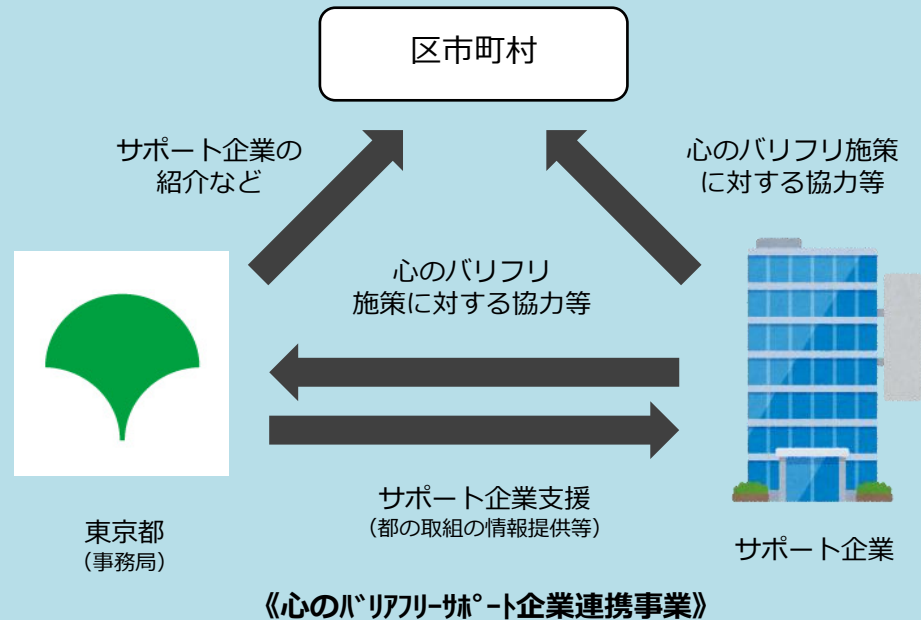 区市町村
サポート企業の
紹介など
心のバリフリ施策
に対する協力等
心のバリフリ
施策に対する協力等
サポート企業支援
（都の取組の情報提供等）
東京都
（事務局）
サポート企業
《心のﾊﾞﾘｱﾌﾘｰｻﾎﾟｰﾄ企業連携事業》